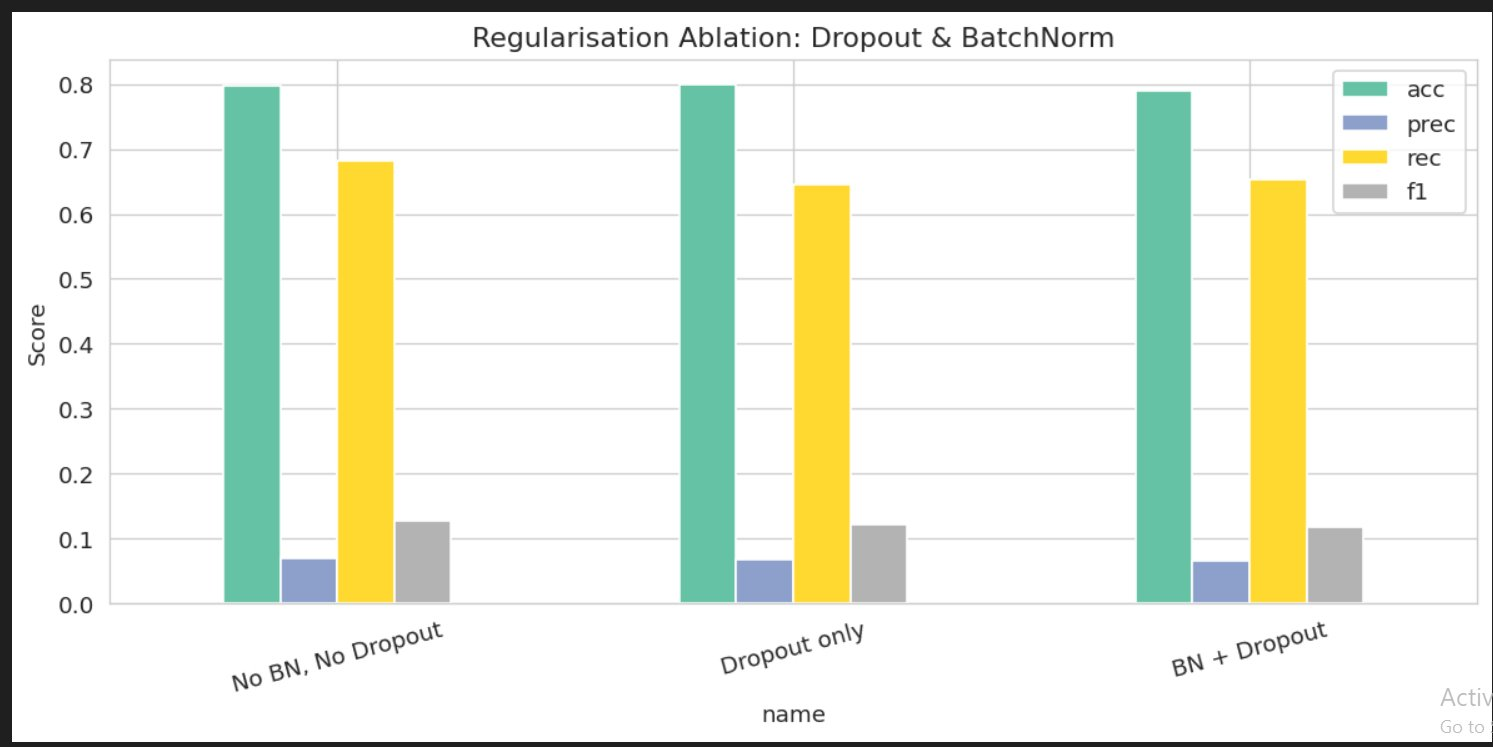 Regularisation Ablation: Dropout & BatchNorm
acc
prec
rec
f1
Score
0.8
0.7
0.6
0.5
0.4
0.3
0.2
0.1
0.0
No BN, No Dropout
Dropout only
BN + Dropout
name
Activ
Go to